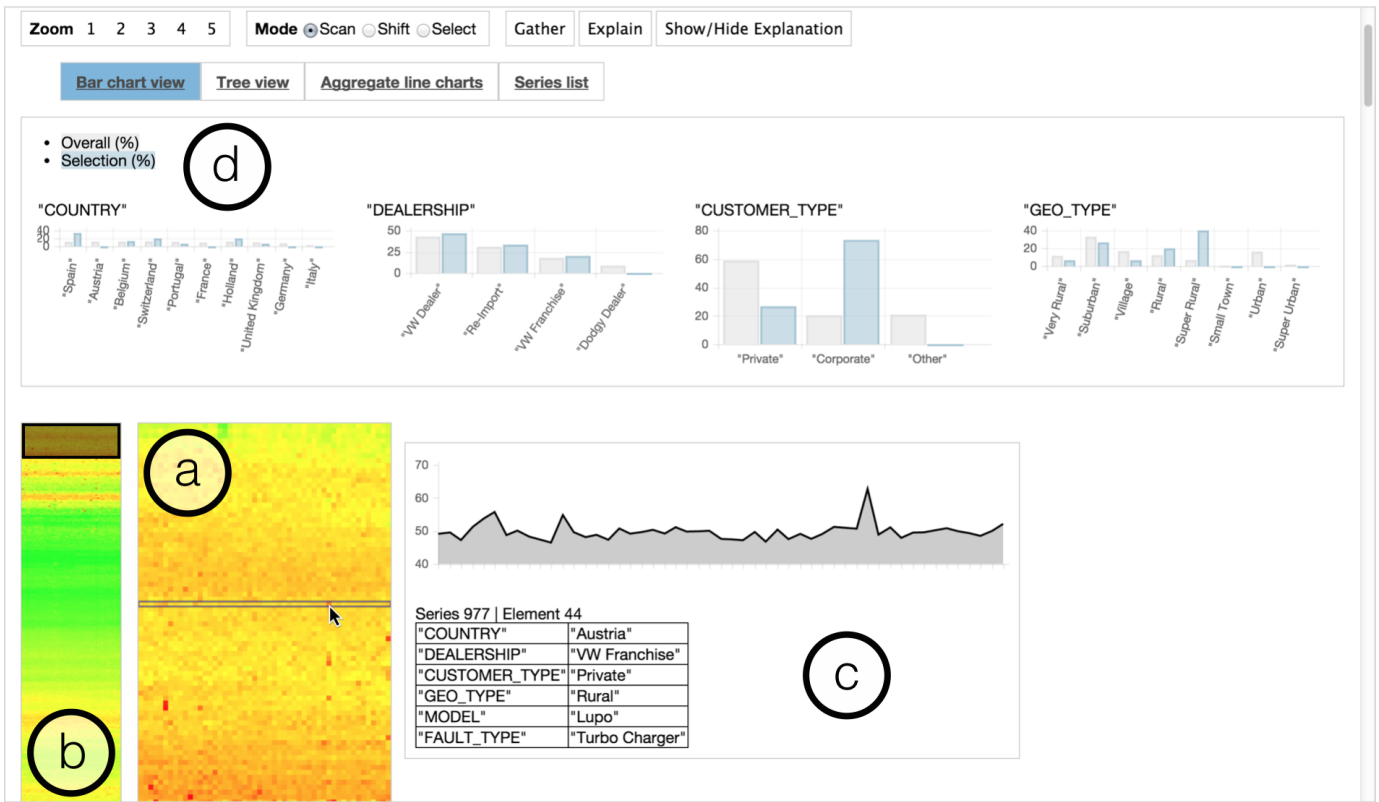 Zoom 1 2 3 4 5 Mode Scan Shift Select Gather Explain Show/Hide Explanation
Bar chart view Tree view Aggregate line charts Series list
• Overall (%)
• Selection (%)
d
"COUNTRY"
40
20
0
"Spain" "Austria" "Belgium" "Switzerland" "Portugal" "France" "Holland" "United Kingdom" "Germany" "Italy"
"DEALERSHIP"
50
25
0
"VW Dealer" "Re-Import" "VW Franchise" "Dodgy Dealer"
"CUSTOMER_TYPE"
80
60
40
20
0
"Private" "Corporate" "Other"
"GEO_TYPE"
40
20
0
"Very Rural" "Suburban" "Village" "Rural" "Super Rural" "Small Town" "Urban" "Super Urban"
a
b
70
60
50
40
Series 977 | Element 44
"COUNTRY" "Austria"
"DEALERSHIP" "VW Franchise"
"CUSTOMER_TYPE" "Private"
"GEO_TYPE" "Rural"
"MODEL" "Lupo"
"FAULT_TYPE" "Turbo Charger"
c